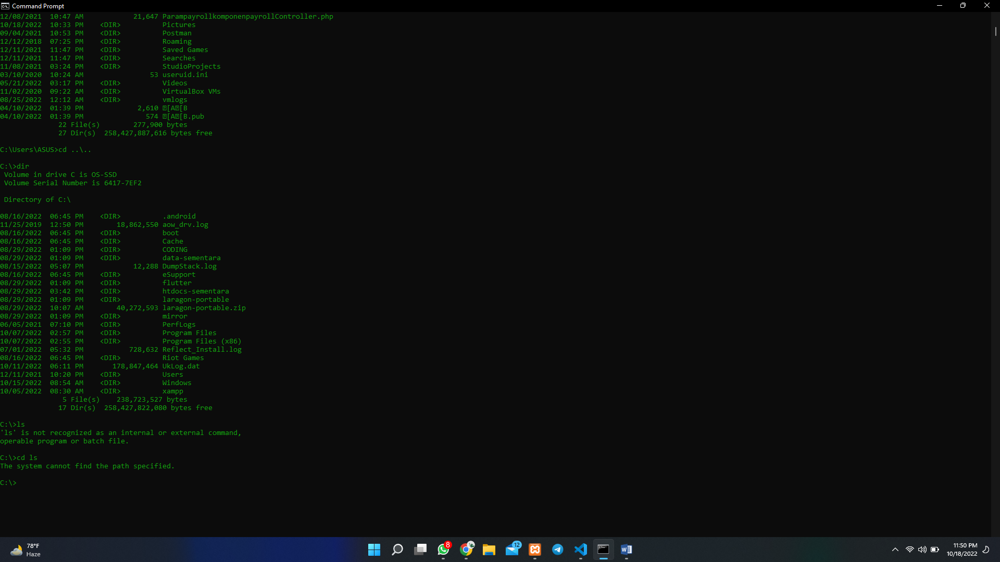 Command Prompt
12/08/2021  10:47 AM            21,647 ParampayrollkomponenpayrollController.php
10/18/2022  10:33 PM    <DIR>          Pictures
09/04/2021  10:53 PM    <DIR>          Postman
12/12/2018  07:25 PM    <DIR>          Roaming
12/11/2021  11:47 PM    <DIR>          Saved Games
12/11/2021  11:47 PM    <DIR>          Searches
11/08/2021  03:24 PM    <DIR>          StudioProjects
03/10/2020  10:24 AM                53 useruid.ini
05/21/2022  03:17 PM    <DIR>          Videos
11/02/2020  09:22 AM    <DIR>          VirtualBox VMs
08/25/2022  12:12 AM    <DIR>          vmlogs
04/10/2022  01:39 PM             2,610 [A[B
04/10/2022  01:39 PM               574 [A[B.pub
              22 File(s)        277,900 bytes
              27 Dir(s)  258,427,887,616 bytes free
C:\Users\ASUS>cd ..\..
C:\>dir
 Volume in drive C is OS-SSD
 Volume Serial Number is 6417-7EF2
 Directory of C:\
08/16/2022  06:45 PM    <DIR>          .android
11/25/2019  12:50 PM        18,862,550 aow_drv.log
08/16/2022  06:45 PM    <DIR>          boot
08/16/2022  06:45 PM    <DIR>          Cache
08/29/2022  01:09 PM    <DIR>          CODING
08/29/2022  01:09 PM    <DIR>          data-sementara
08/15/2022  05:07 PM            12,288 DumpStack.log
08/16/2022  06:45 PM    <DIR>          eSupport
08/29/2022  01:09 PM    <DIR>          flutter
08/29/2022  03:42 PM    <DIR>          htdocs-sementara
08/29/2022  01:09 PM    <DIR>          laragon-portable
08/29/2022  10:07 AM        40,272,593 laragon-portable.zip
08/29/2022  01:09 PM    <DIR>          mirror
06/05/2021  07:10 PM    <DIR>          PerfLogs
10/07/2022  02:57 PM    <DIR>          Program Files
10/07/2022  02:55 PM    <DIR>          Program Files (x86)
07/01/2022  05:32 PM           728,632 Reflect_Install.log
08/16/2022  06:45 PM    <DIR>          Riot Games
10/11/2022  06:11 PM       178,847,464 UkLog.dat
12/11/2021  10:20 PM    <DIR>          Users
10/15/2022  08:54 AM    <DIR>          Windows
10/05/2022  08:30 AM    <DIR>          xampp
               5 File(s)    238,723,527 bytes
              17 Dir(s)  258,427,822,080 bytes free
C:\>ls
'ls' is not recognized as an internal or external command,
operable program or batch file.
C:\>cd ls
The system cannot find the path specified.
C:\>
78°F
Haze
8
12
11:50 PM
10/18/2022